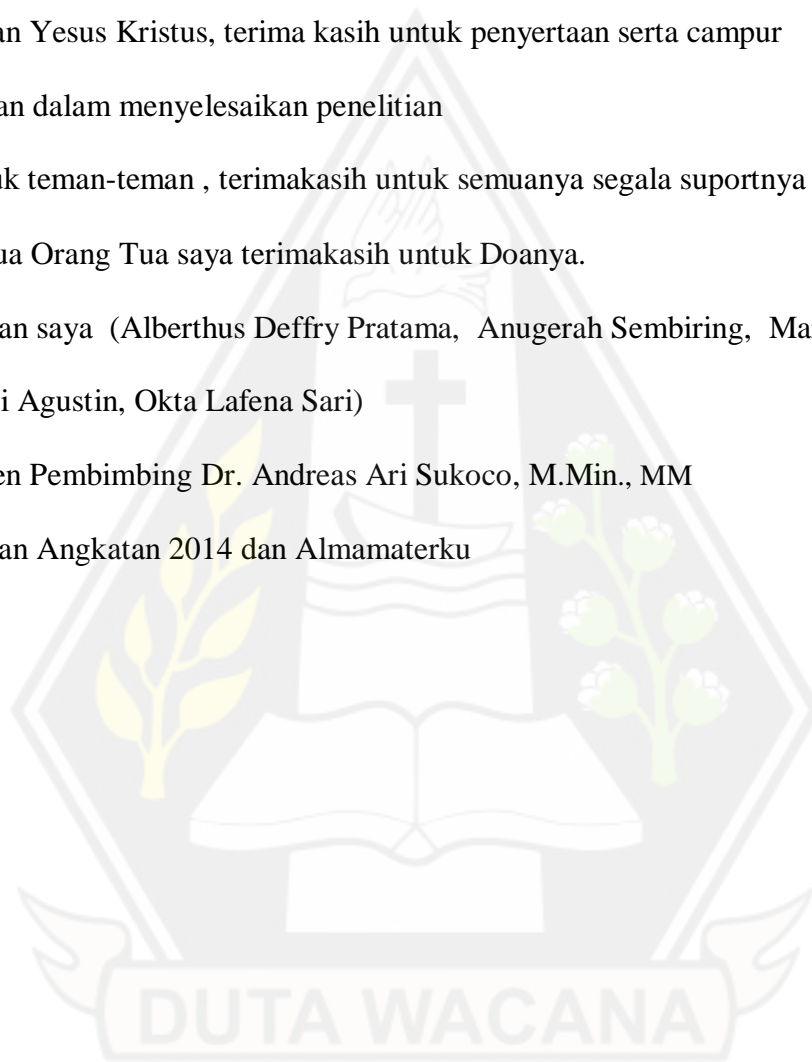 an Yesus Kristus, terima kasih untuk penyertaan serta campur
an dalam menyelesaikan penelitian
uk teman-teman , terimakasih untuk semuanya segala suportnya
ua Orang Tua saya terimakasih untuk Doanya.
an saya (Alberthus Deffry Pratama, Anugerah Sembiring, Ma
i Agustin, Okta Lafena Sari)
en Pembimbing Dr. Andreas Ari Sukoco, M.Min., MM
an Angkatan 2014 dan Almamaterku
DUTA WACANA